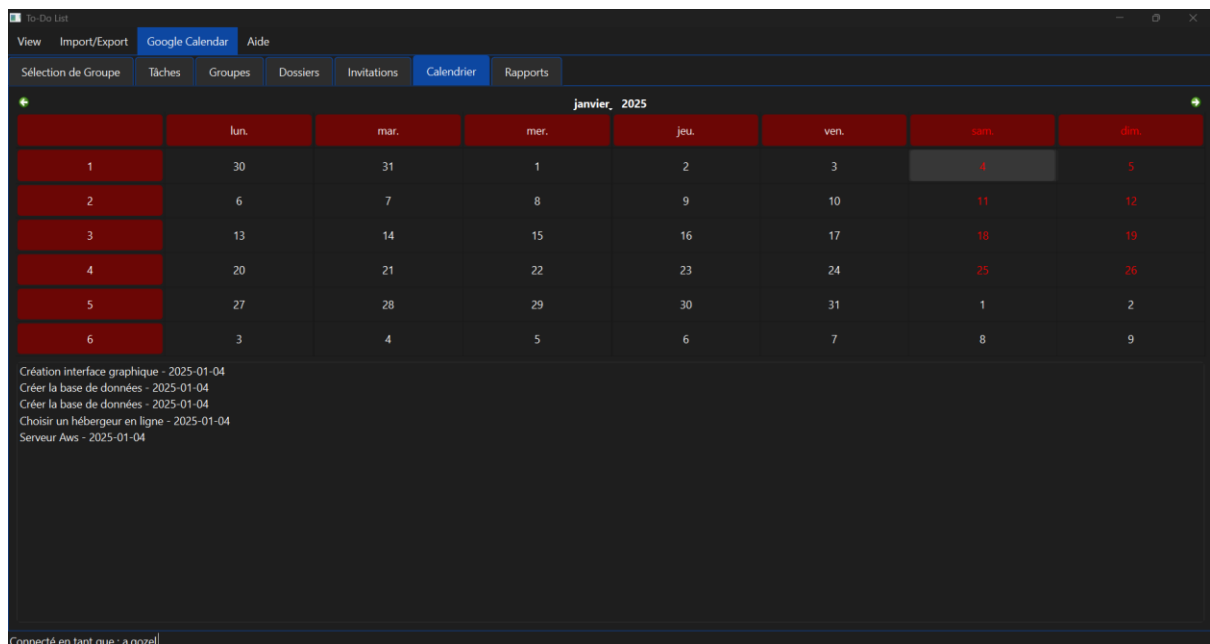 To-Do List
View Import/Export Google Calendar Aide
Sélection de Groupe Tâches Groupes Dossiers Invitations Calendrier Rapports
janvier 2025
lun. mar. mer. jeu. ven. sam. dim.
1 30 31 1 2 3 4 5
2 6 7 8 9 10 11 12
3 13 14 15 16 17 18 19
4 20 21 22 23 24 25 26
5 27 28 29 30 31 1 2
6 3 4 5 6 7 8 9
Création interface graphique - 2025-01-04
Créer la base de données - 2025-01-04
Créer la base de données - 2025-01-04
Choisir un hébergeur en ligne - 2025-01-04
Serveur Aws - 2025-01-04
Connecté en tant que : a.gozel